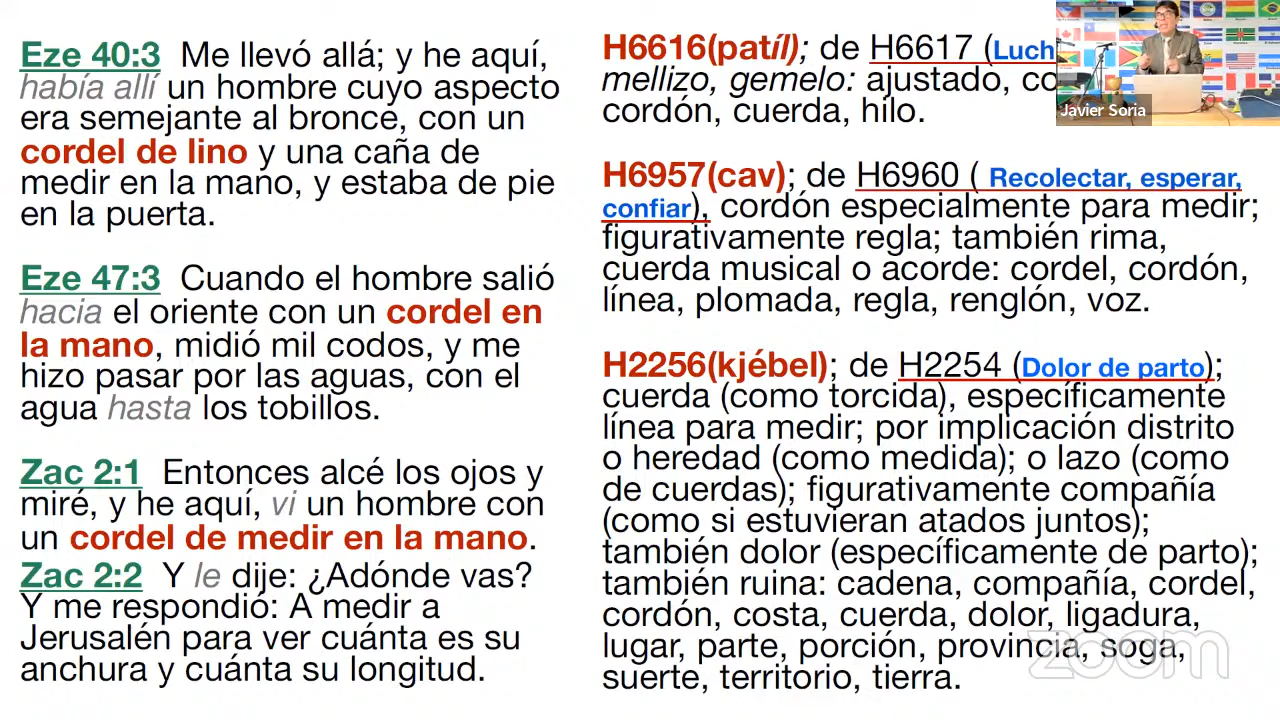 Eze 40:3 Me llevó allá; y he aquí,
había allí un hombre cuyo aspecto
era semejante al bronce, con un
cordel de lino y una caña de
medir en la mano, y estaba de pie
en la puerta.
Eze 47:3 Cuando el hombre salió
hacia el oriente con un cordel en
la mano, midió mil codos, y me
hizo pasar por las aguas, con el
agua hasta los tobillos.
Zac 2:1 Entonces alcé los ojos y
miré, y he aquí, vi un hombre con
un cordel de medir en la mano.
Zac 2:2 Y le dije: ¿Adónde vas?
Y me respondió: A medir a
Jerusalén para ver cuánta es su
anchura y cuánta su longitud.
H6616(patíl); de H6617 (Luch
mellizo, gemelo: ajustado, co
cordón, cuerda, hilo.
H6957(cav); de H6960 ( Recolectar, esperar,
confiar), cordón especialmente para medir;
figurativamente regla; también rima,
cuerda musical o acorde: cordel, cordón,
línea, plomada, regla, renglón, voz.
H2256(kjébel); de H2254 (Dolor de parto);
cuerda (como torcida), específicamente
línea para medir; por implicación distrito
o heredad (como medida); o lazo (como
de cuerdas); figurativamente compañía
(como si estuvieran atados juntos);
también dolor (específicamente de parto);
también ruina: cadena, compañía, cordel,
cordón, costa, cuerda, dolor, ligadura,
lugar, parte, porción, provincia, soga,
suerte, territorio, tierra.
Javier Soria
zoom